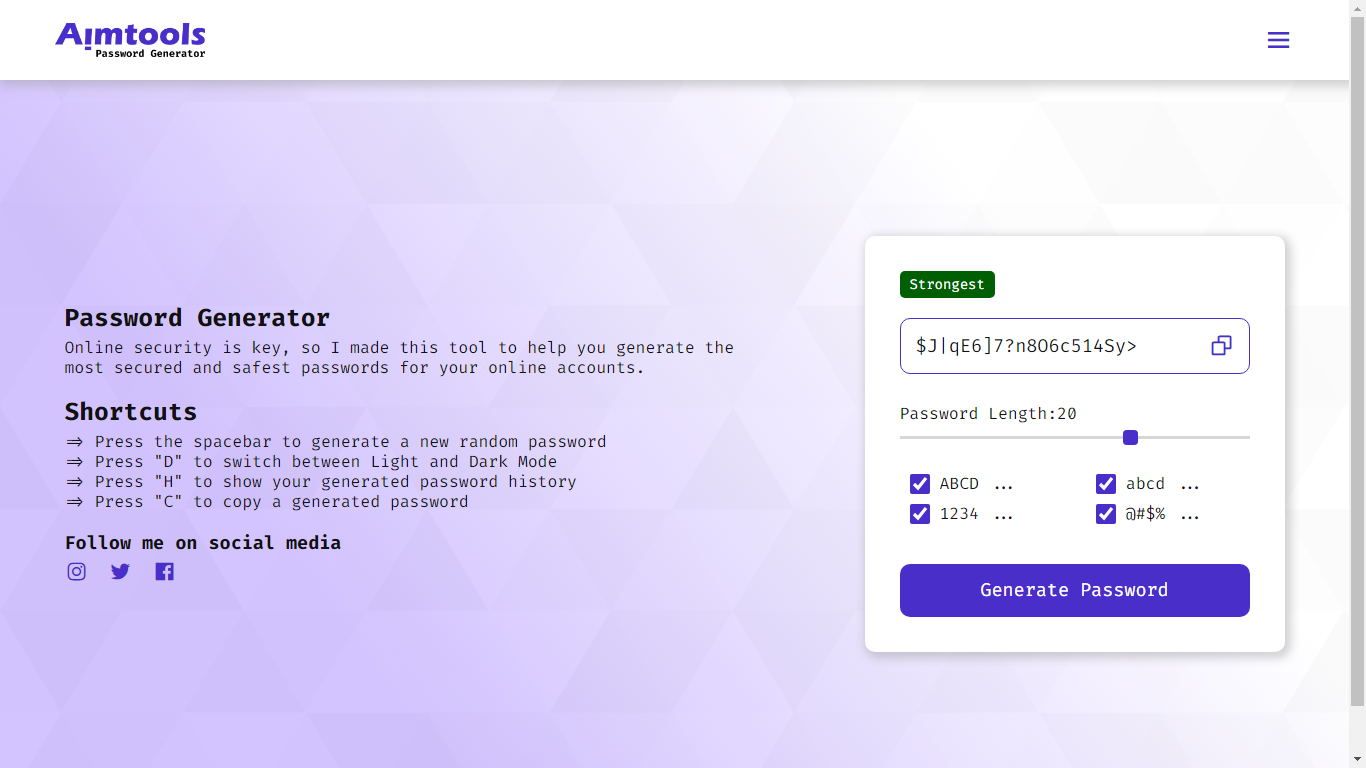 Aimtools
Password Generator
Password Generator
Online security is key, so I made this tool to help you generate the
most secured and safest passwords for your online accounts.
Shortcuts
⇒ Press the spacebar to generate a new random password
⇒ Press "D" to switch between Light and Dark Mode
⇒ Press "H" to show your generated password history
⇒ Press "C" to copy a generated password
Follow me on social media
Strongest
$J|qE6]7?n8O6c514Sy>
Password Length:20
ABCD ...
abcd ...
1234 ...
@#$% ...
Generate Password